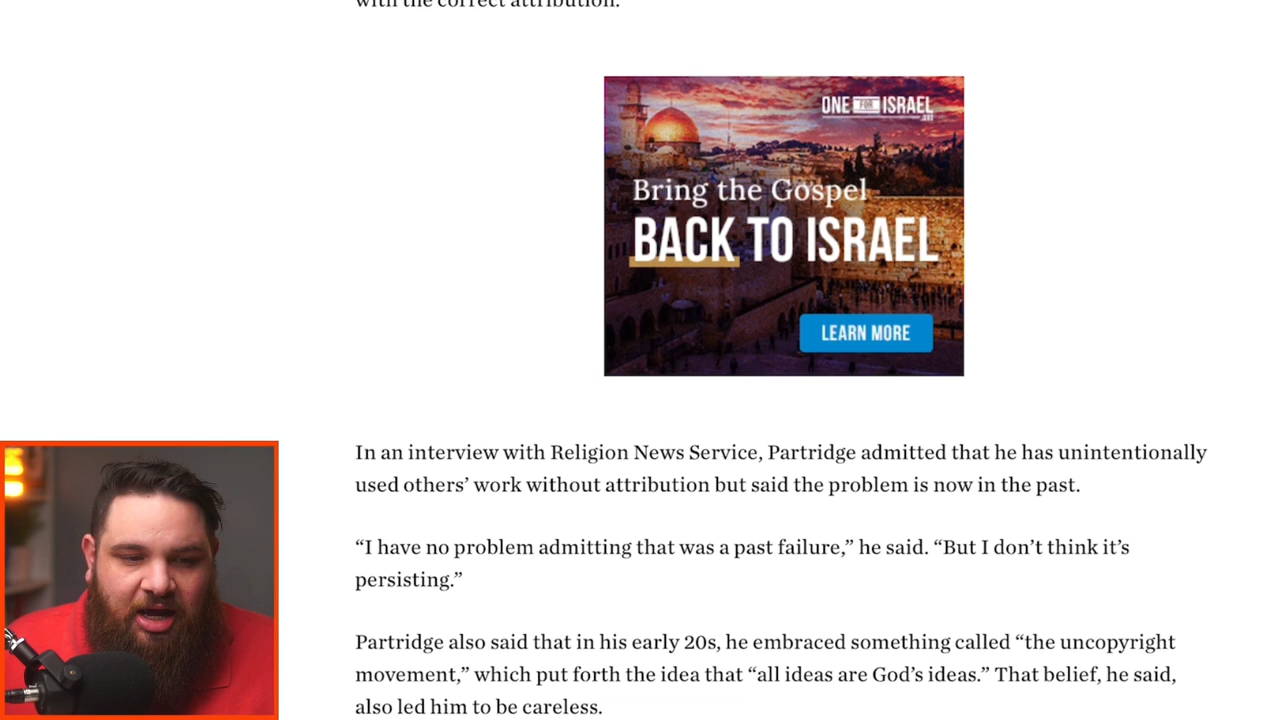 with the correct attribution.
ONE FOR ISRAEL
.ORG
Bring the Gospel
BACK TO ISRAEL
LEARN MORE
In an interview with Religion News Service, Partridge admitted that he has unintentionally
used others’ work without attribution but said the problem is now in the past.
“I have no problem admitting that was a past failure,” he said. “But I don’t think it’s
persisting.”
Partridge also said that in his early 20s, he embraced something called “the uncopyright
movement,” which put forth the idea that “all ideas are God’s ideas.” That belief, he said,
also led him to be careless.